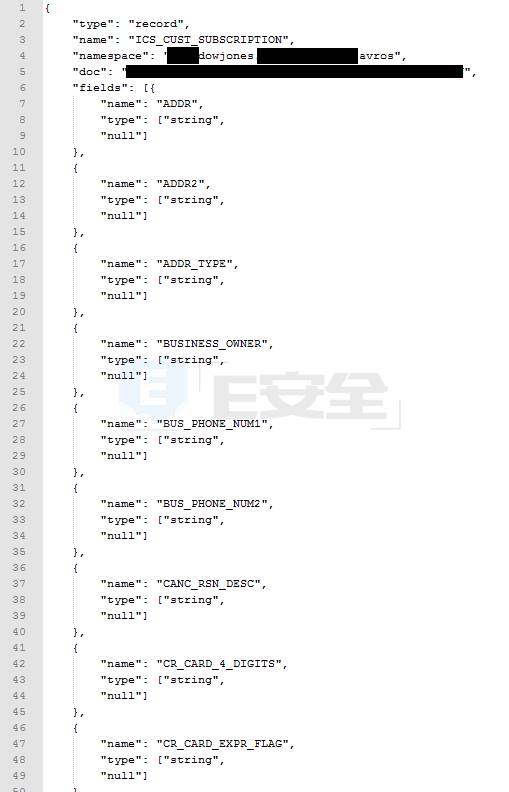 1 {
2 "type": "record",
3 "name": "ICS_CUST_SUBSCRIPTION",
4 "namespace": " dowjones. avros",
5 "doc": " ",
6 "fields": [{
7 "name": "ADDR",
8 "type": ["string",
9 "null"]
10 },
11 {
12 "name": "ADDR2",
13 "type": ["string",
14 "null"]
15 },
16 {
17 "name": "ADDR_TYPE",
18 "type": ["string",
19 "null"]
20 },
21 {
22 "name": "BUSINESS_OWNER",
23 "type": ["string",
24 "null"]
25 },
E安全
26 {
27 "name": "BUS_PHONE_NUM1",
28 "type": ["string",
29 "null"]
30 },
31 {
32 "name": "BUS_PHONE_NUM2",
33 "type": ["string",
34 "null"]
35 },
36 {
37 "name": "CANC_RSN_DESC",
38 "type": ["string",
39 "null"]
40 },
41 {
42 "name": "CR_CARD_4_DIGITS",
43 "type": ["string",
44 "null"]
45 },
46 {
47 "name": "CR_CARD_EXPR_FLAG",
48 "type": ["string",
49 "null"]